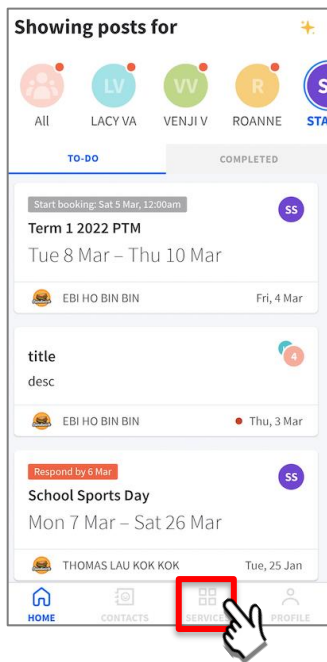 Showing posts for
LV
VV
R
S
All
LACY VA
VENJI V
ROANNE
STA
TO-DO
COMPLETED
Start booking: Sat 5 Mar, 12:00am
SS
Term 1 2022 PTM
Tue 8 Mar – Thu 10 Mar
EBI HO BIN BIN
Fri, 4 Mar
title
4
desc
EBI HO BIN BIN
Thu, 3 Mar
Respond by 6 Mar
SS
School Sports Day
Mon 7 Mar – Sat 26 Mar
THOMAS LAU KOK KOK
Tue, 25 Jan
HOME
CONTACTS
SERVICES
PROFILE